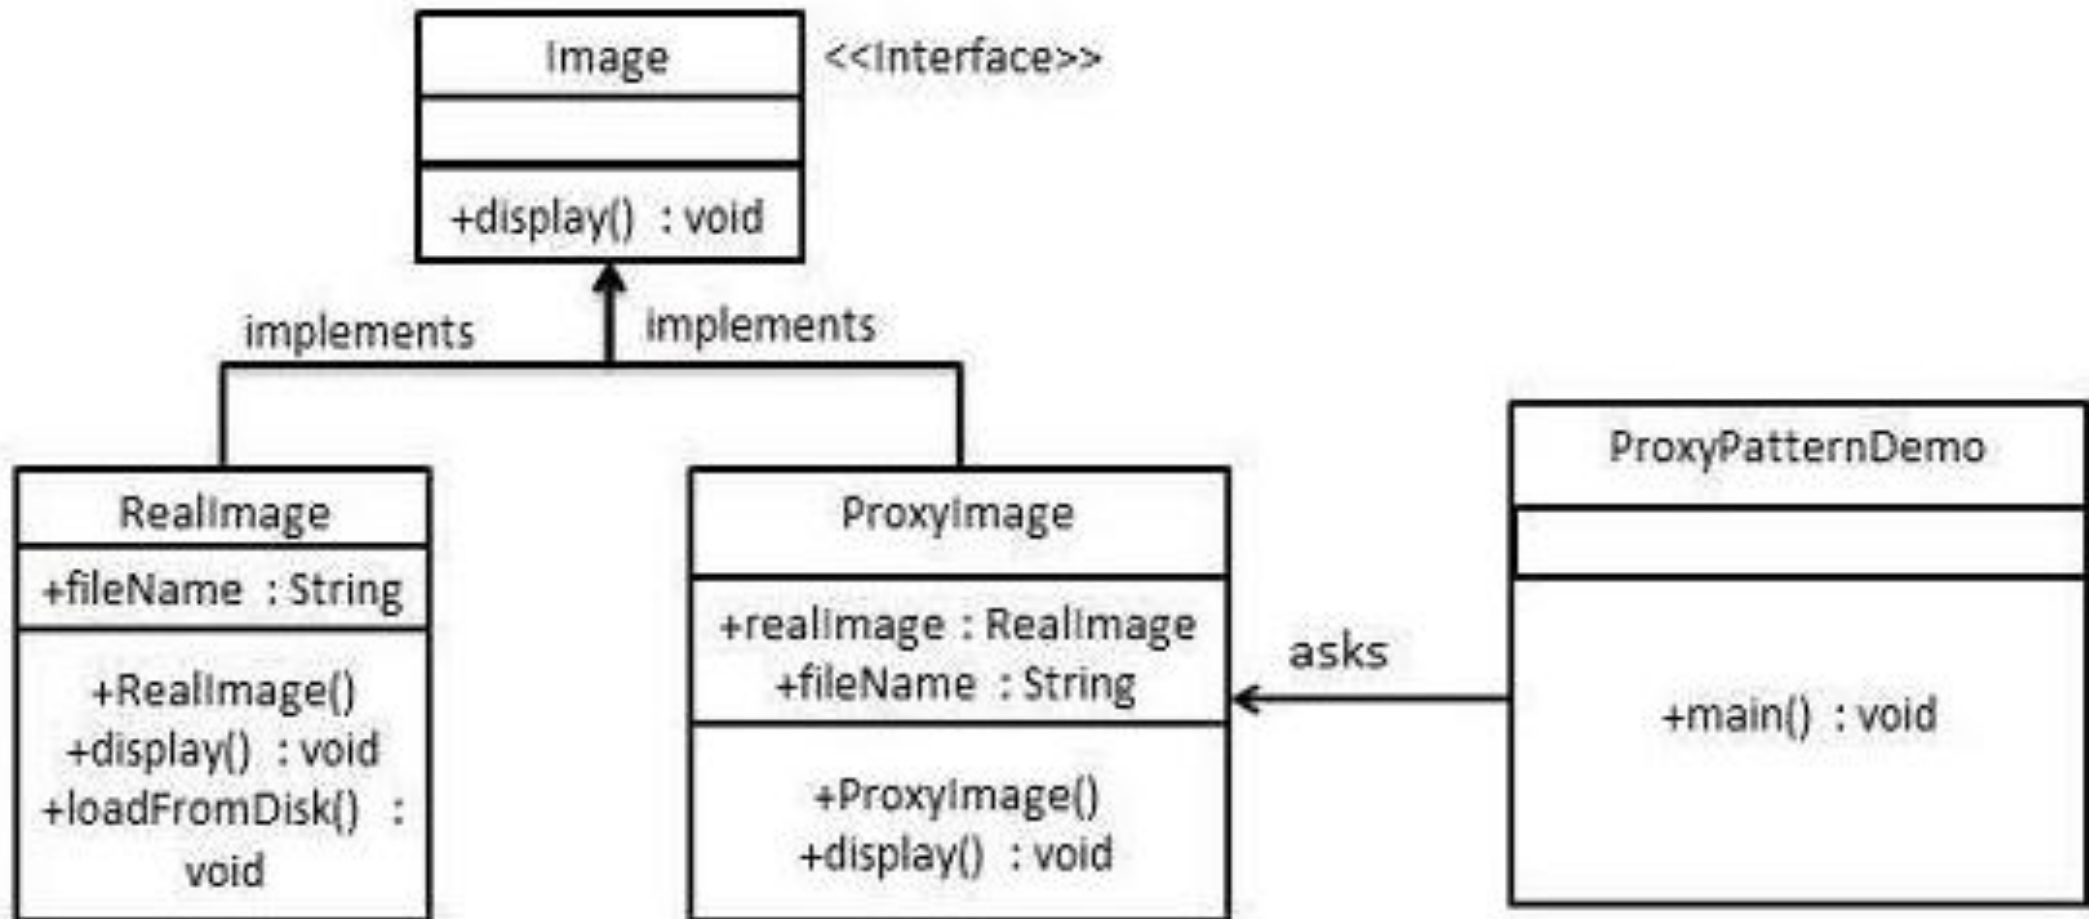 Image
<<Interface>>
+display() : void
implements
implements
RealImage
+fileName : String
+RealImage()
+display() : void
+loadFromDisk() :
void
ProxyImage
+realImage : RealImage
+fileName : String
+ProxyImage()
+display() : void
asks
ProxyPatternDemo
+main() : void